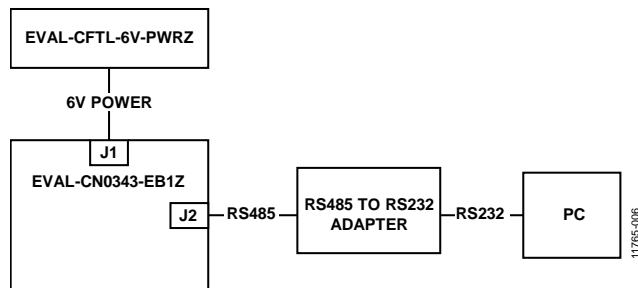 EVAL-CFTL-6V-PWRZ
6V POWER
J1
EVAL-CN0343-EB1Z
J2
RS485
RS485 TO RS232
ADAPTER
RS232
PC
11765-006